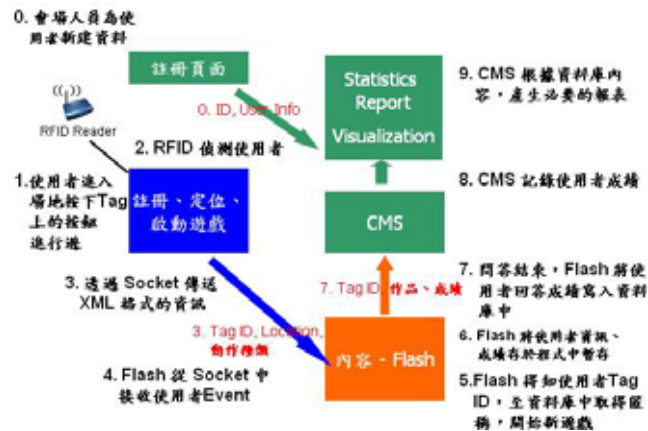 0. 會場人員為使
用者新建資料
註冊頁面
RFID Reader
0. ID, User Info
2. RFID 偵測使用者
1.使用者進入
場地按下Tag
上的按鈕
進行遊
註冊、定位、
啟動遊戲
3. 透過 Socket 傳送
XML 格式的資訊
3. Tag ID, Location,
動作種類
4. Flash 從 Socket 中
接收使用者Event
Statistics
Report
Visualization
CMS
7. Tag ID, 作品、成績
內容 - Flash
9. CMS 根據資料庫內
容,產生必要的報表
8. CMS 記錄使用者成績
7. 問答結束,Flash 將使
用者回答成績寫入資料
庫中
6. Flash 將使用者資訊、
成績存於程式中暫存
5.Flash 得知使用者Tag
ID,至資料庫中取得暱
稱,開始新遊戲